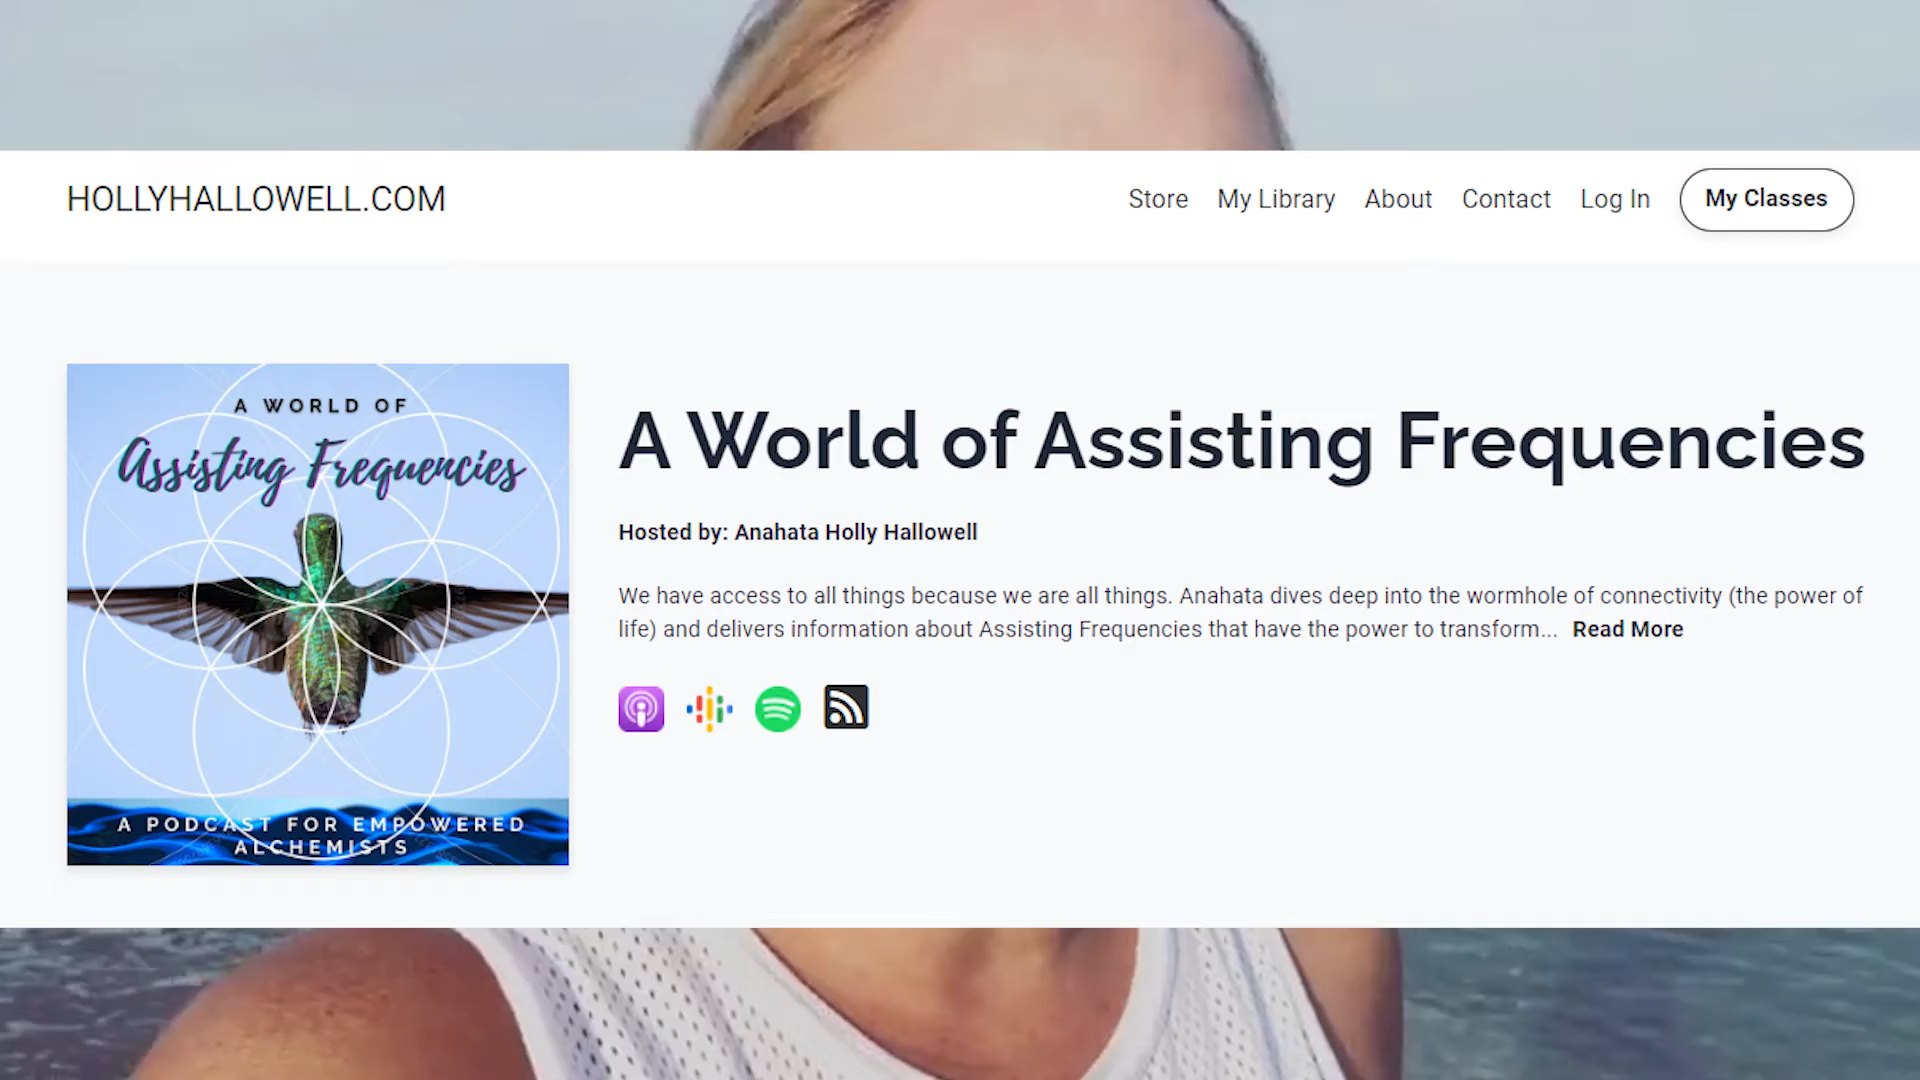 HOLLYHALLOWELL.COM
Store My Library About Contact Log In My Classes
A WORLD OF
Assisting Frequencies
A PODCAST FOR EMPOWERED
ALCHEMISTS
A World of Assisting Frequencies
Hosted by: Anahata Holly Hallowell
We have access to all things because we are all things. Anahata dives deep into the wormhole of connectivity (the power of
life) and delivers information about Assisting Frequencies that have the power to transform... Read More